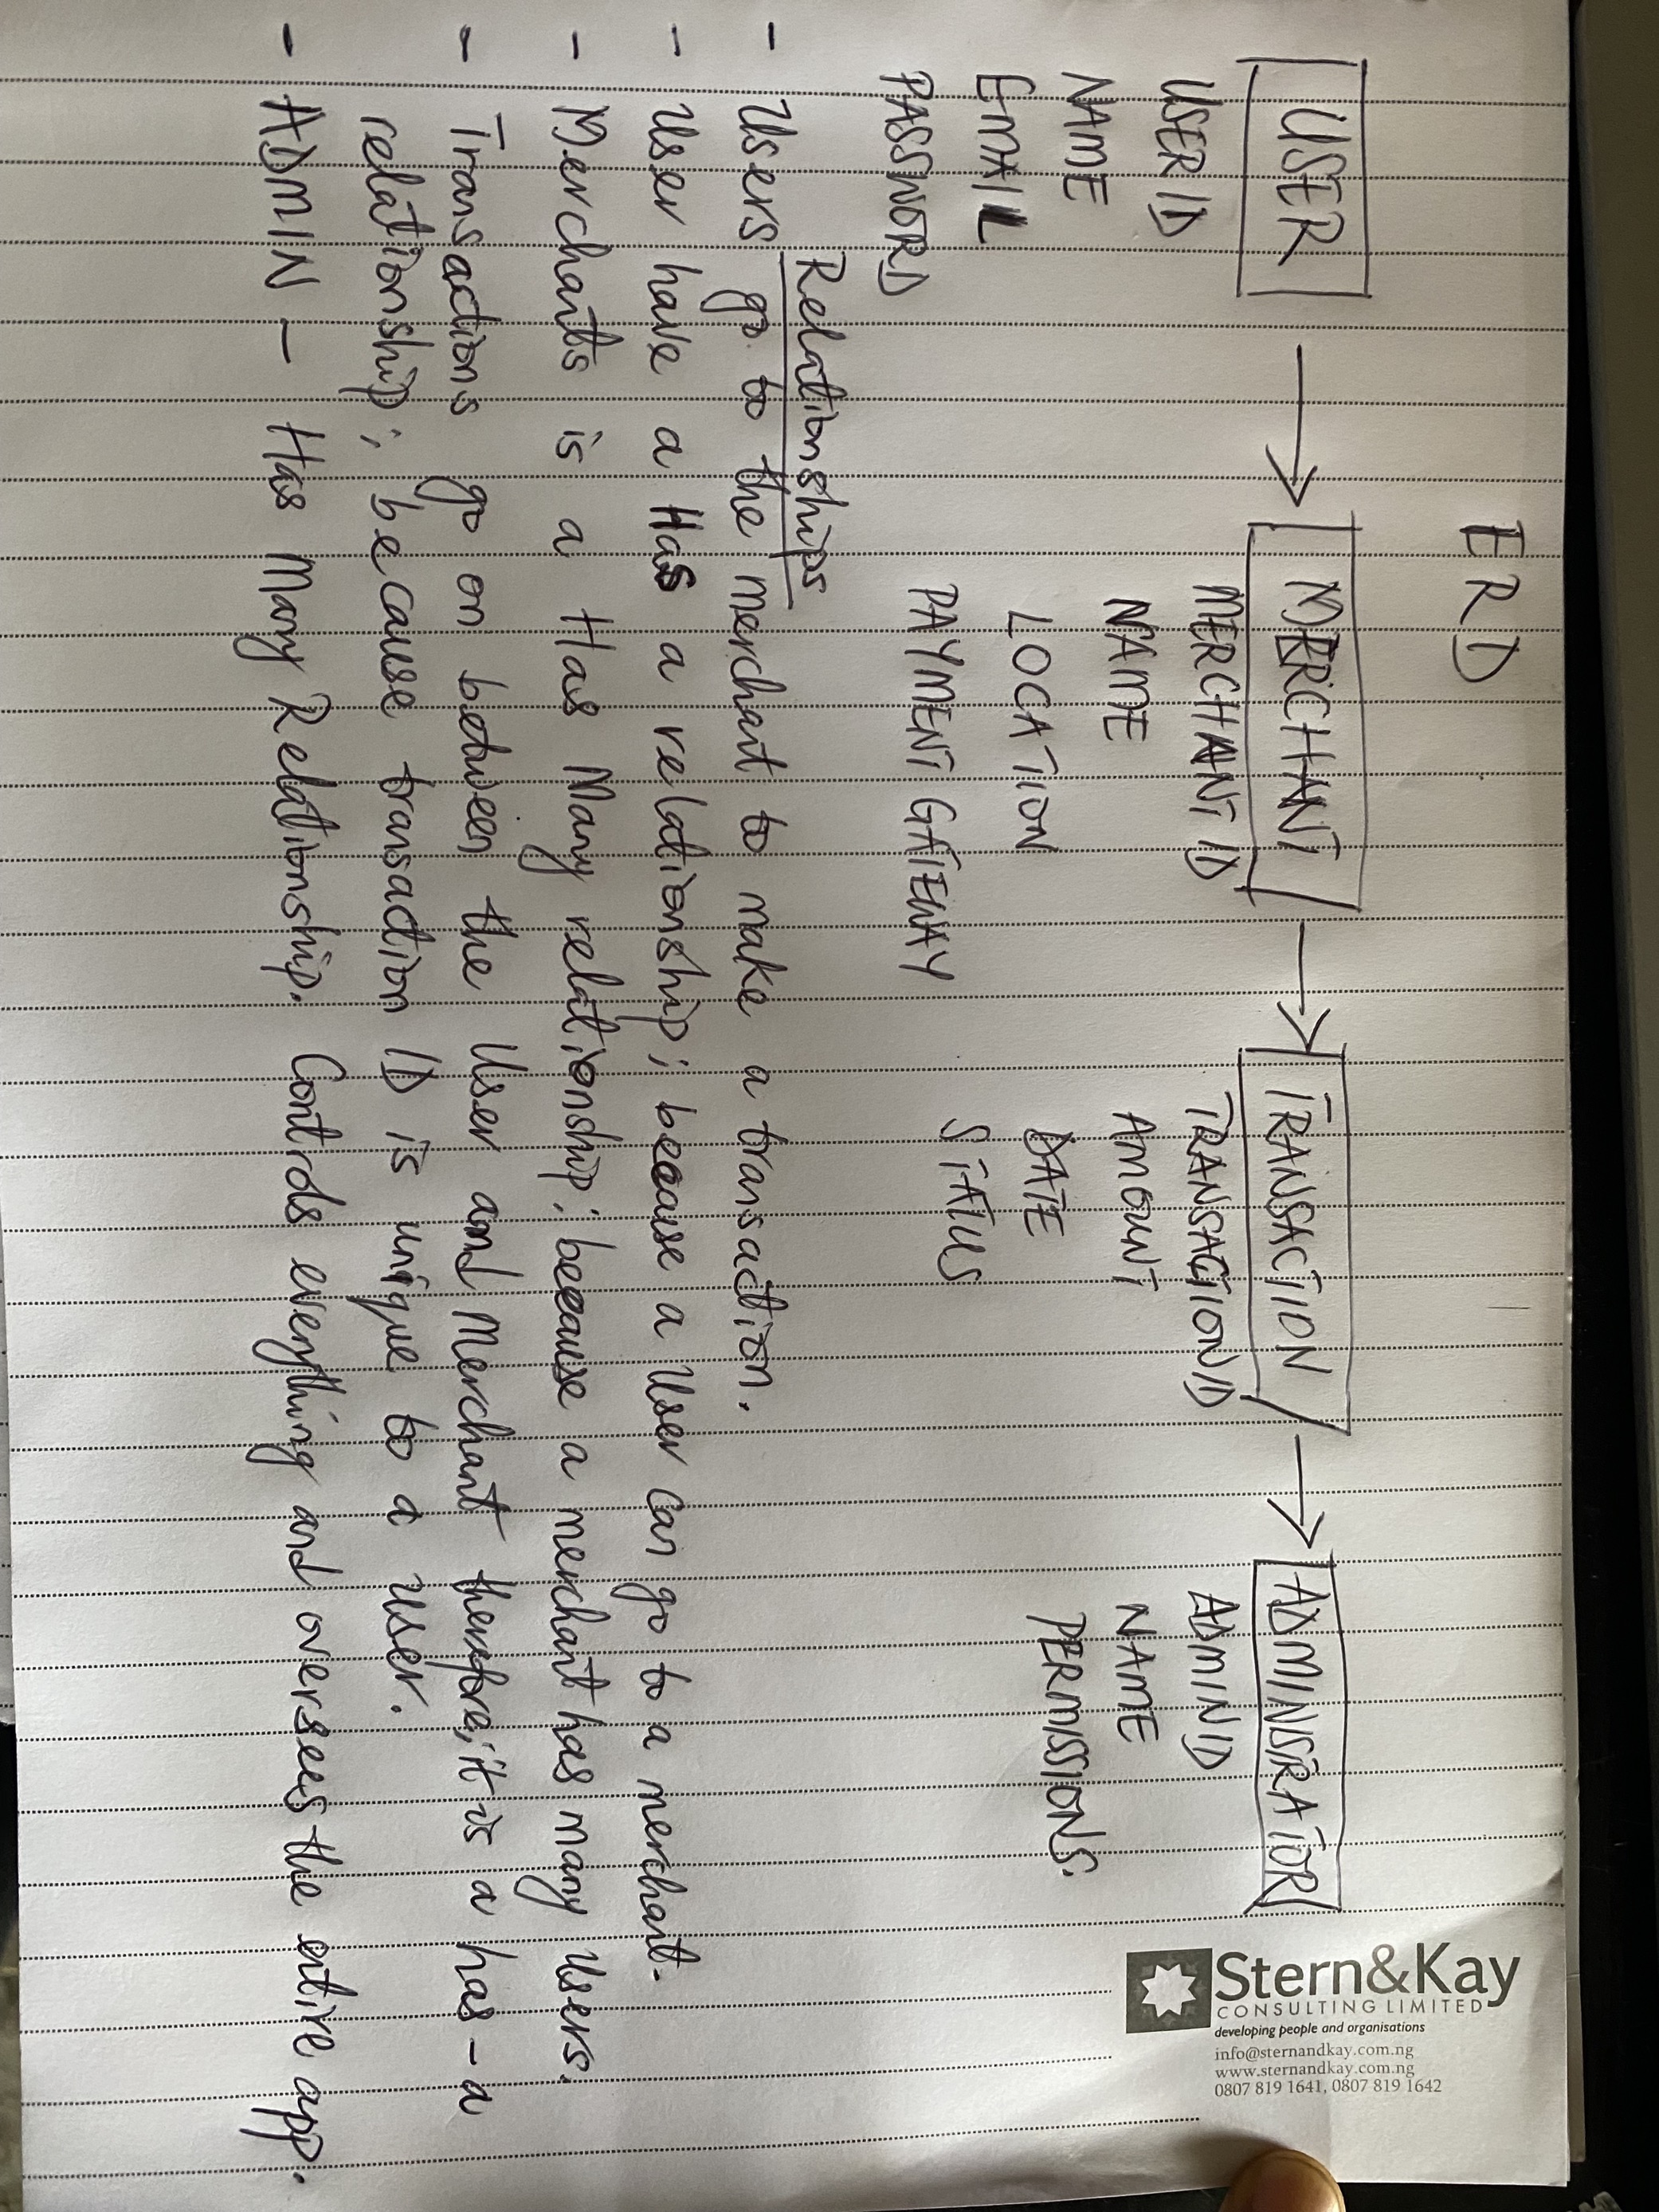 ERD
USER → MERCHANT → TRANSACTION → ADMINISTRATOR
USER ID MERCHANT ID TRANSACTION ID ADMIN ID
NAME NAME AMOUNT NAME
EMAIL LOCATION DATE PERMISSIONS.
PASSWORD PAYMENT GATEWAY STATUS
Relationships
- Users go to the merchant to make a transaction.
- User have a Has a relationship; because a User can go to a merchant.
- Merchants is a Has Many relationship; because a merchant has many Users.
- Transactions go on between the User and Merchant therefore, it is a has-a
relationship; because transaction ID is unique to a user.
- ADMIN - Has Many Relationship. Controls everything and oversees the entire app.
Stern&Kay
CONSULTING LIMITED
developing people and organisations
info@sternandkay.com.ng
www.sternandkay.com.ng
0807 819 1641, 0807 819 1642